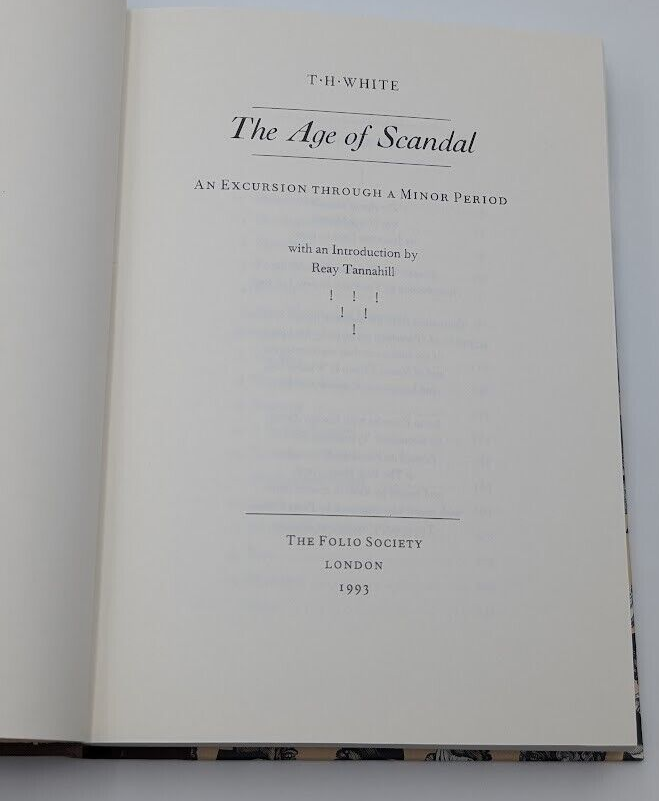 T·H·WHITE
The Age of Scandal
AN EXCURSION THROUGH A MINOR PERIOD
with an Introduction by
Reay Tannahill
! ! !
! !
!
THE FOLIO SOCIETY
LONDON
1993